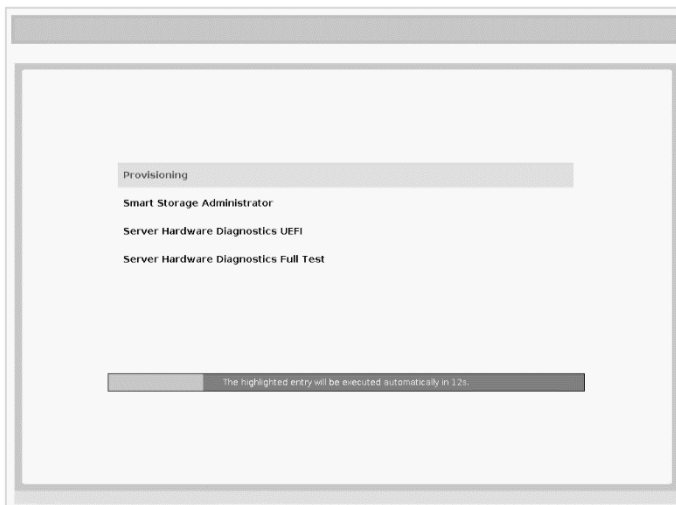 Provisioning
Smart Storage Administrator
Server Hardware Diagnostics UEFI
Server Hardware Diagnostics Full Test
The highlighted entry will be executed automatically in 12s.